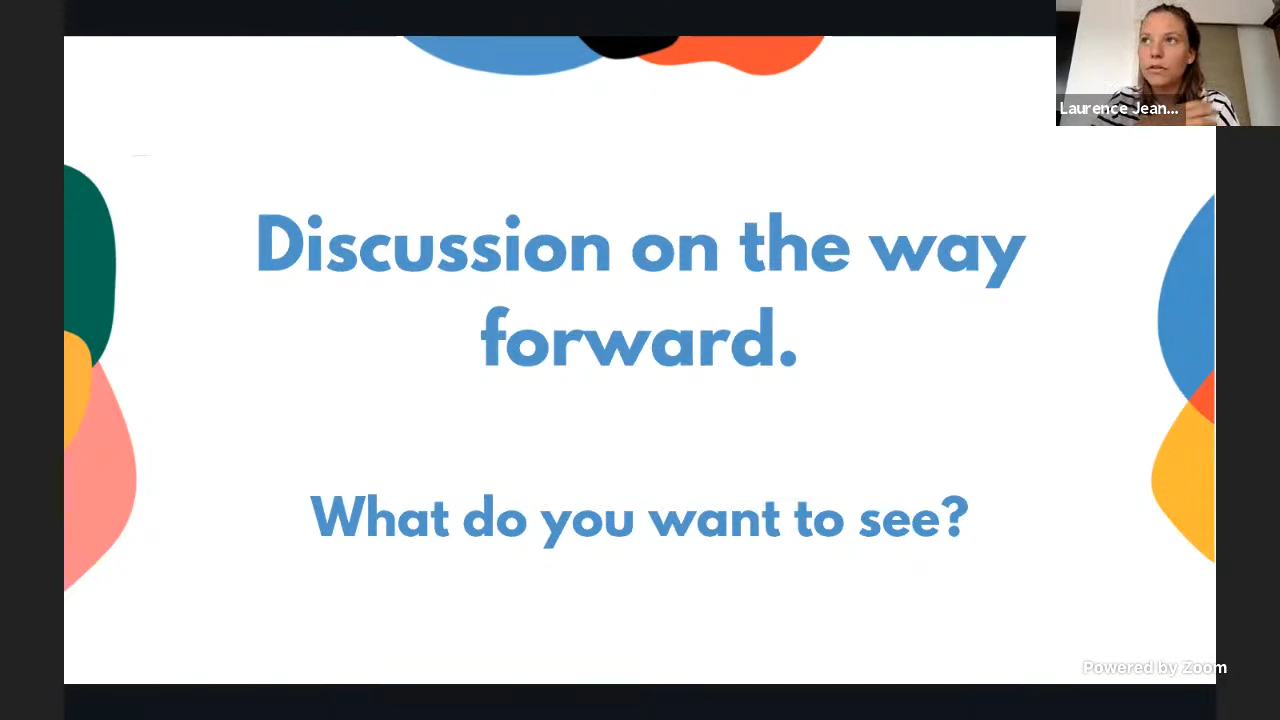 Laurence Jean...
Discussion on the way
forward.
What do you want to see?
Powered by Zoom